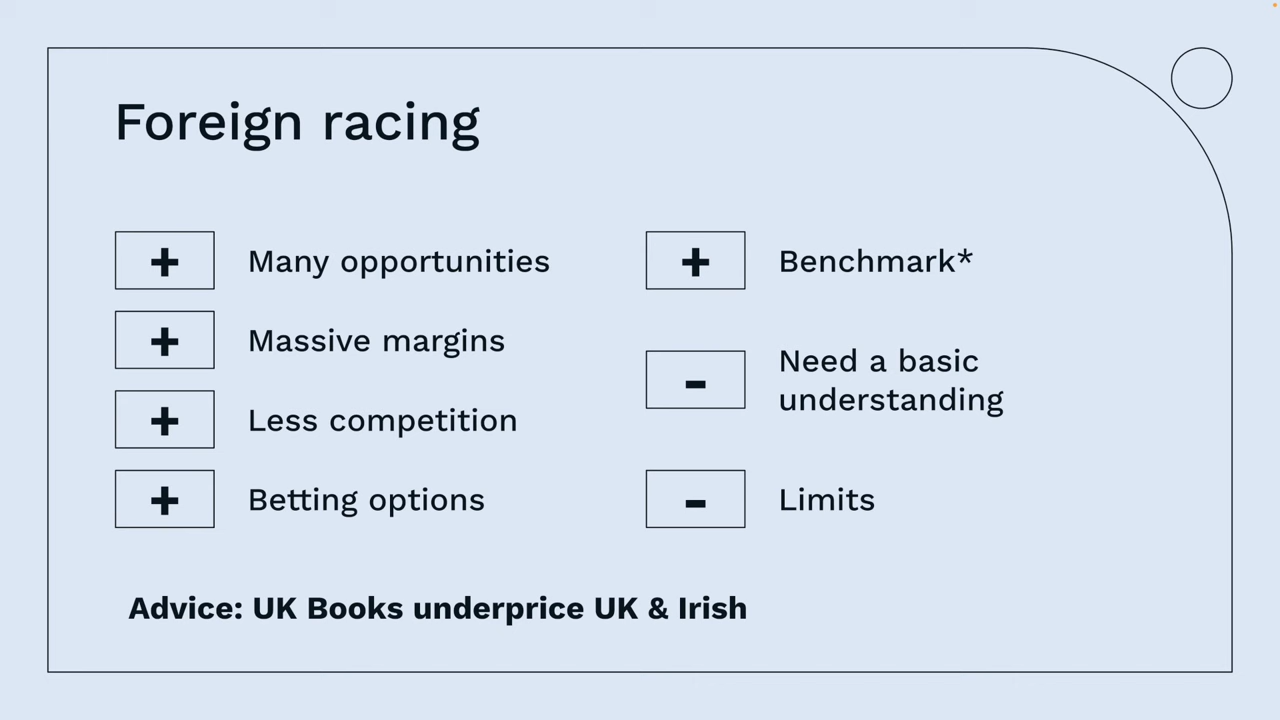 Foreign racing
+ Many opportunities
+ Massive margins
+ Less competition
+ Betting options
+ Benchmark*
- Need a basic
understanding
- Limits
Advice: UK Books underprice UK & Irish